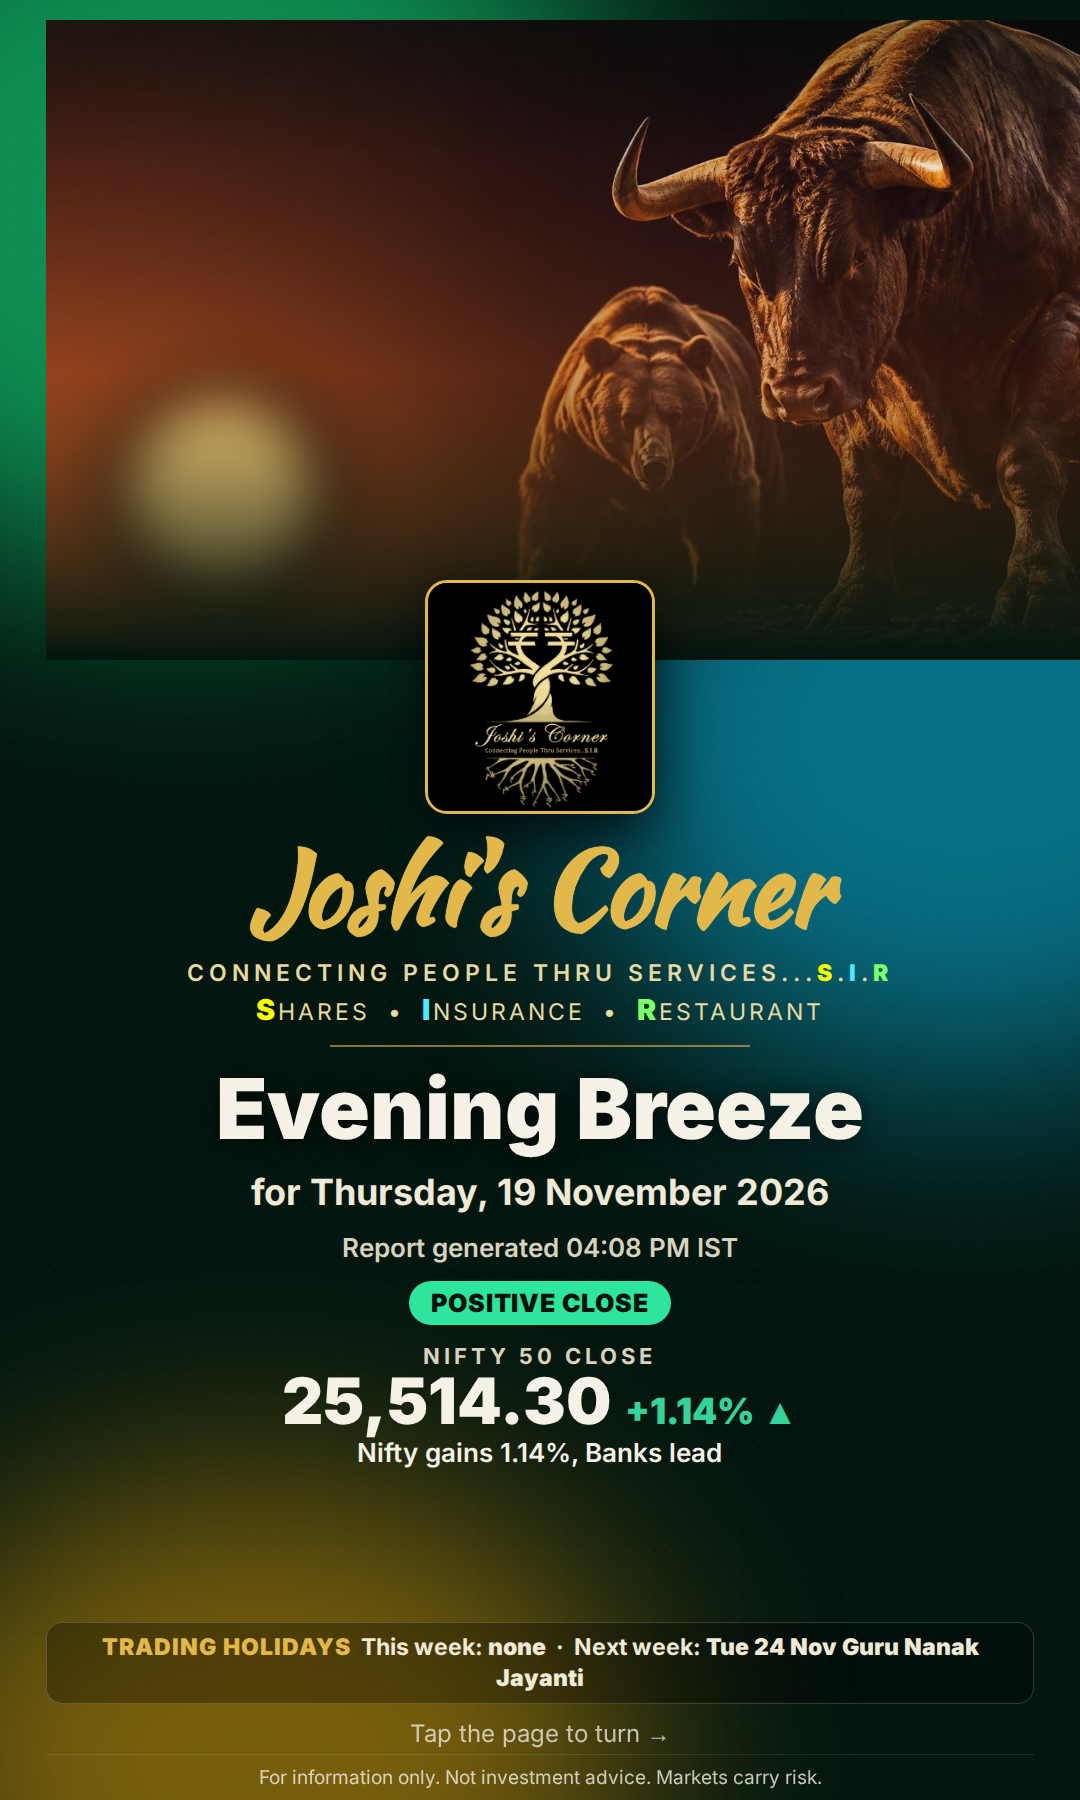 Joshi's Corner
Connecting People Thru Services...S.I.R
Joshi's Corner
CONNECTING PEOPLE THRU SERVICES...S.I.R
SHARES • INSURANCE • RESTAURANT
Evening Breeze
for Thursday, 19 November 2026
Report generated 04:08 PM IST
POSITIVE CLOSE
NIFTY 50 CLOSE
25,514.30 +1.14% ▲
Nifty gains 1.14%, Banks lead
TRADING HOLIDAYS This week: none · Next week: Tue 24 Nov Guru Nanak
Jayanti
Tap the page to turn →
For information only. Not investment advice. Markets carry risk.